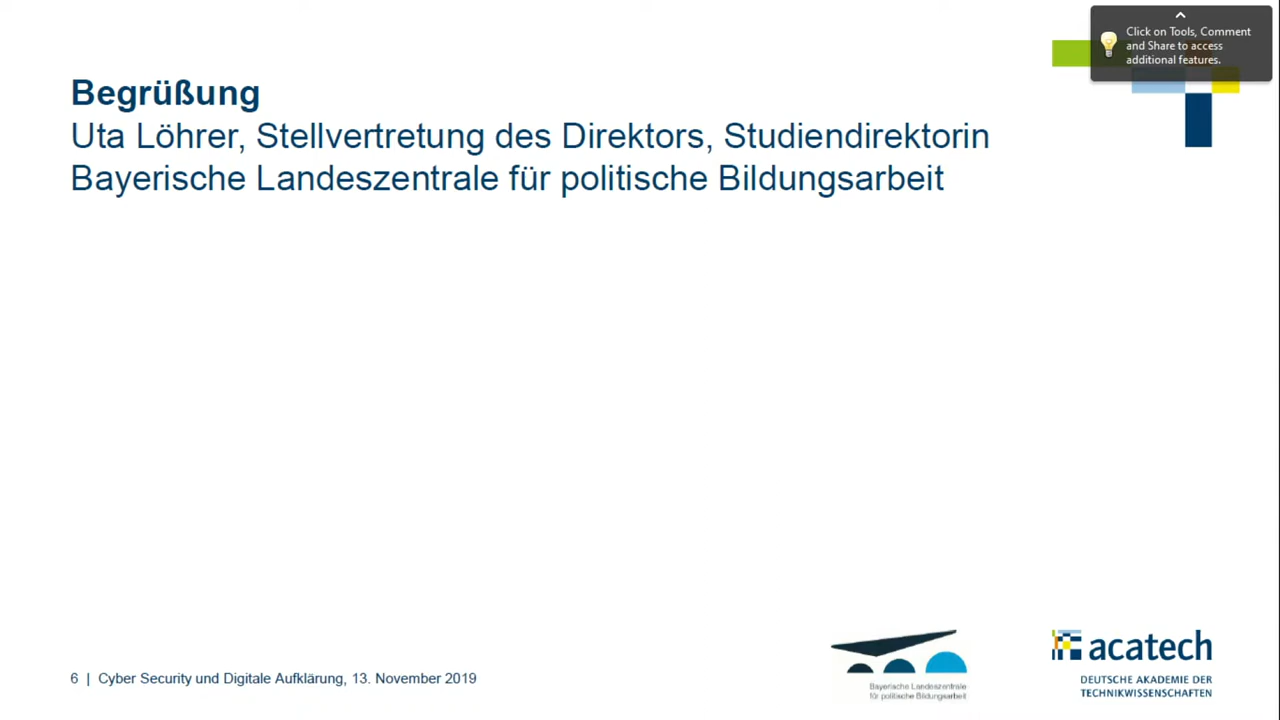 Click on Tools, Comment
and Share to access
additional features.
Begrüßung
Uta Löhrer, Stellvertretung des Direktors, Studiendirektorin
Bayerische Landeszentrale für politische Bildungsarbeit
6 | Cyber Security und Digitale Aufklärung, 13. November 2019
Bayerische Landeszentrale
für politische Bildungsarbeit
acatech
DEUTSCHE AKADEMIE DER
TECHNIKWISSENSCHAFTEN